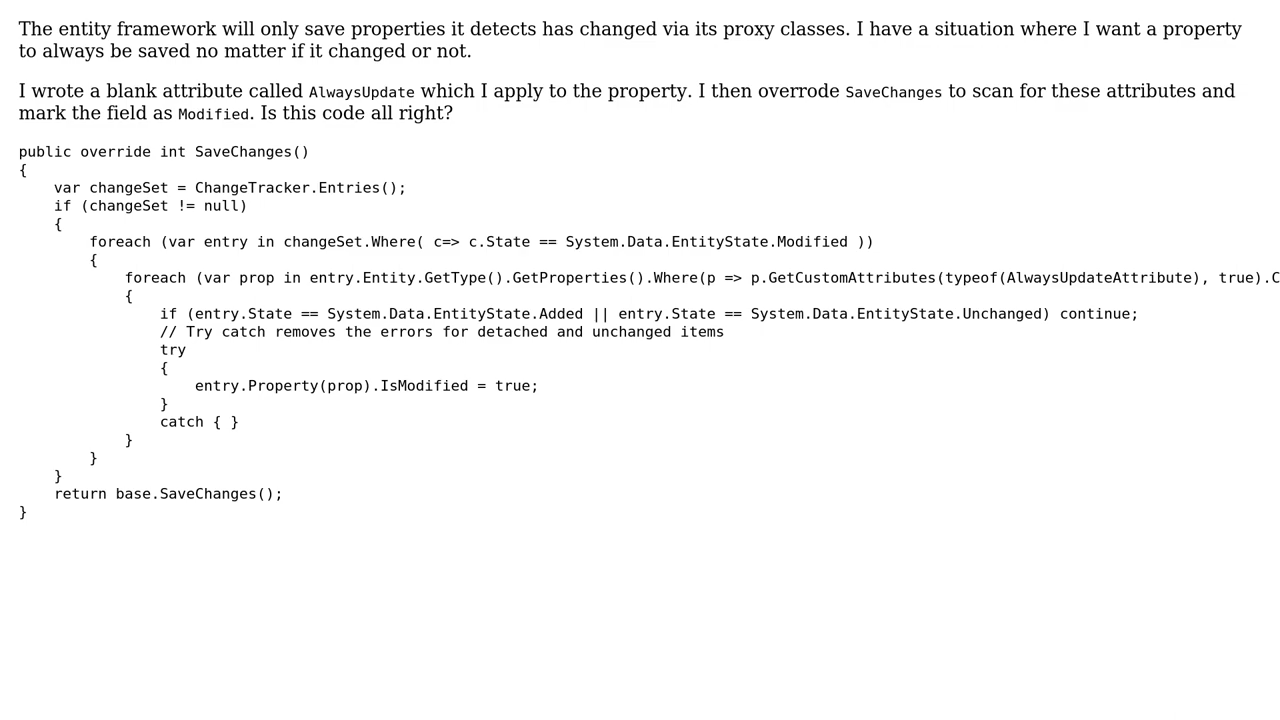 The entity framework will only save properties it detects has changed via its proxy classes. I have a situation where I want a property
to always be saved no matter if it changed or not.
I wrote a blank attribute called AlwaysUpdate which I apply to the property. I then overrode SaveChanges to scan for these attributes and
mark the field as Modified. Is this code all right?
public override int SaveChanges()
{
    var changeSet = ChangeTracker.Entries();
    if (changeSet != null)
    {
        foreach (var entry in changeSet.Where( c=> c.State == System.Data.EntityState.Modified ))
        {
            foreach (var prop in entry.Entity.GetType().GetProperties().Where(p => p.GetCustomAttributes(typeof(AlwaysUpdateAttribute), true).C
            {
                if (entry.State == System.Data.EntityState.Added || entry.State == System.Data.EntityState.Unchanged) continue;
                // Try catch removes the errors for detached and unchanged items
                try
                {
                    entry.Property(prop).IsModified = true;
                }
                catch { }
            }
        }
    }
    return base.SaveChanges();
}